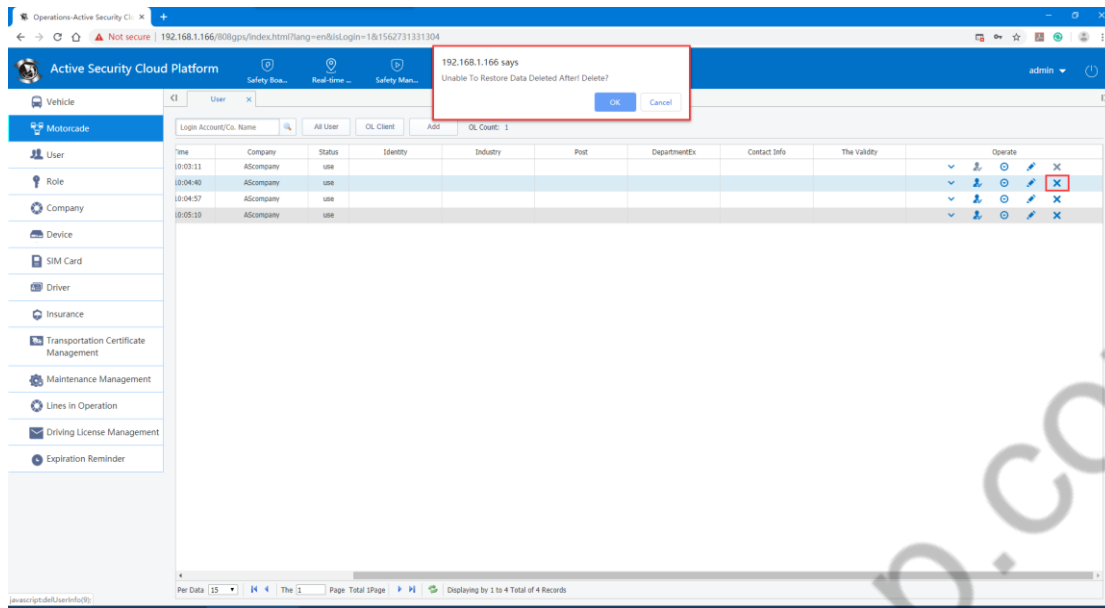 Operations-Active Security Cl
Not secure | 192.168.1.166/808gps/index.html?lang=en&isLogin=1&1562731331304
Active Security Cloud Platform
Safety Boa...
Real-time ...
Safety Man...
admin
192.168.1.166 says
Unable To Restore Data Deleted After! Delete?
OK
Cancel
Vehicle
Motorcade
User
Role
Company
Device
SIM Card
Driver
Insurance
Transportation Certificate
Management
Maintenance Management
Lines in Operation
Driving License Management
Expiration Reminder
User
Login Account/Co. Name
All User
OL Client
Add
OL Count: 1
Time Company Status Identity Industry Post DepartmentEx Contact Info The Validity Operate
10:03:11 AScompany use
10:04:40 AScompany use
10:04:57 AScompany use
10:05:10 AScompany use
Per Data 15 The 1 Page Total 1Page Displaying by 1 to 4 Total of 4 Records
javascript:delUserInfo(9);